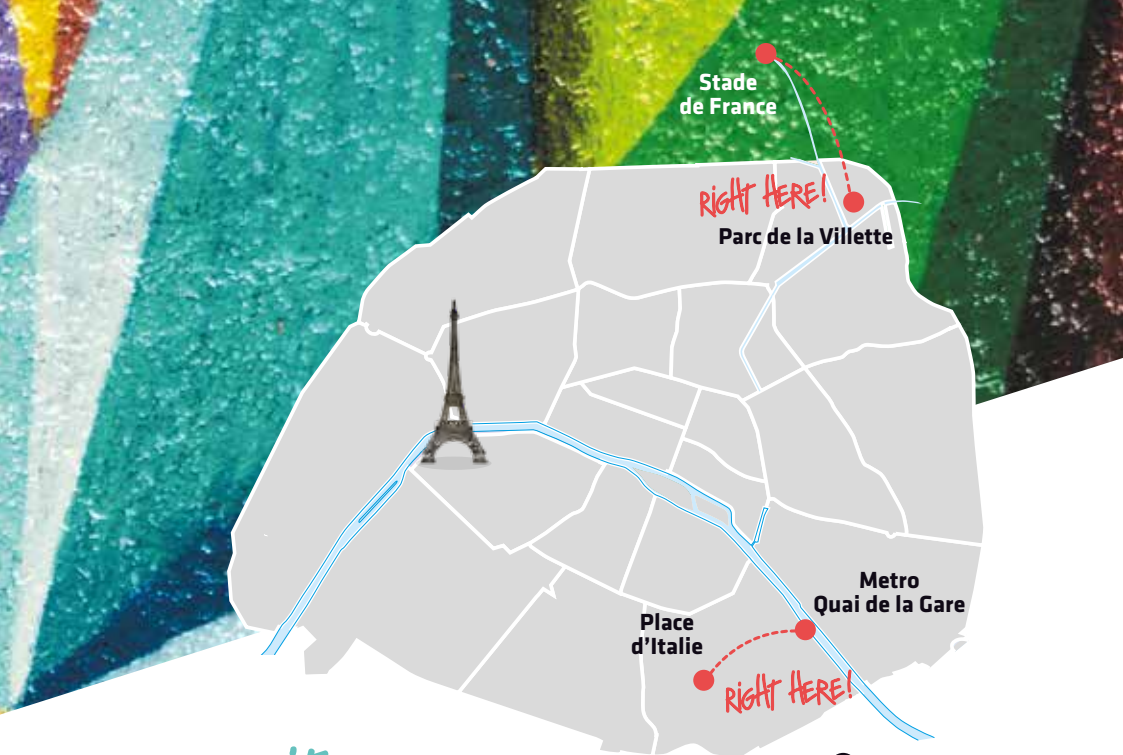 Stade
de France
RIGHT HERE!
Parc de la Villette
Metro
Quai de la Gare
Place
d'Italie
RIGHT HERE!